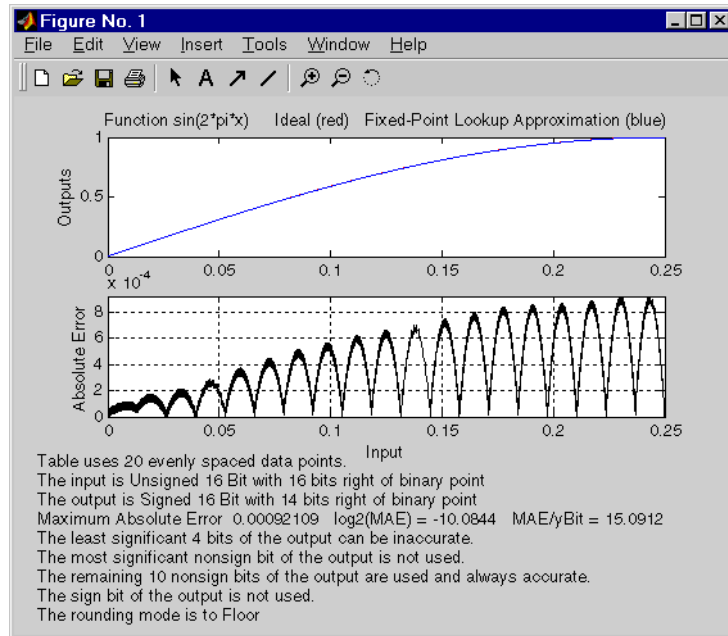 Figure No. 1
File Edit View Insert Tools Window Help
A
Function sin(2*pi*x) Ideal (red) Fixed-Point Lookup Approximation (blue)
1
0.5
0
Outputs
0 0.05 0.1 0.15 0.2 0.25
x 10^-4
8
6
4
2
0
Absolute Error
0 0.05 0.1 0.15 0.2 0.25
Input
Table uses 20 evenly spaced data points.
The input is Unsigned 16 Bit with 16 bits right of binary point
The output is Signed 16 Bit with 14 bits right of binary point
Maximum Absolute Error 0.00092109 log2(MAE) = -10.0844 MAE/yBit = 15.0912
The least significant 4 bits of the output can be inaccurate.
The most significant nonsign bit of the output is not used.
The remaining 10 nonsign bits of the output are used and always accurate.
The sign bit of the output is not used.
The rounding mode is to Floor